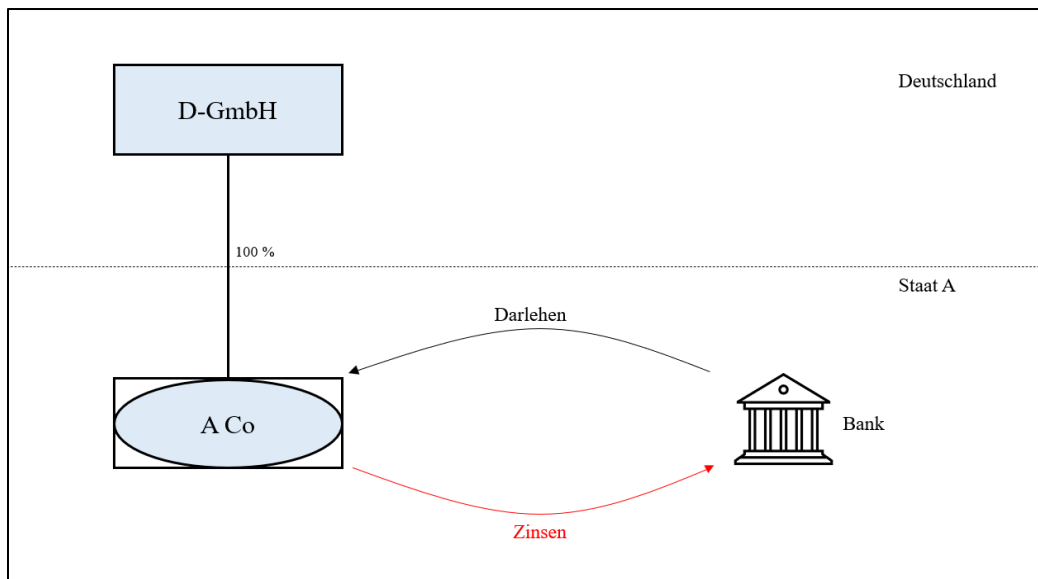 Deutschland
D-GmbH
100 %
Staat A
Darlehen
A Co
Bank
Zinsen